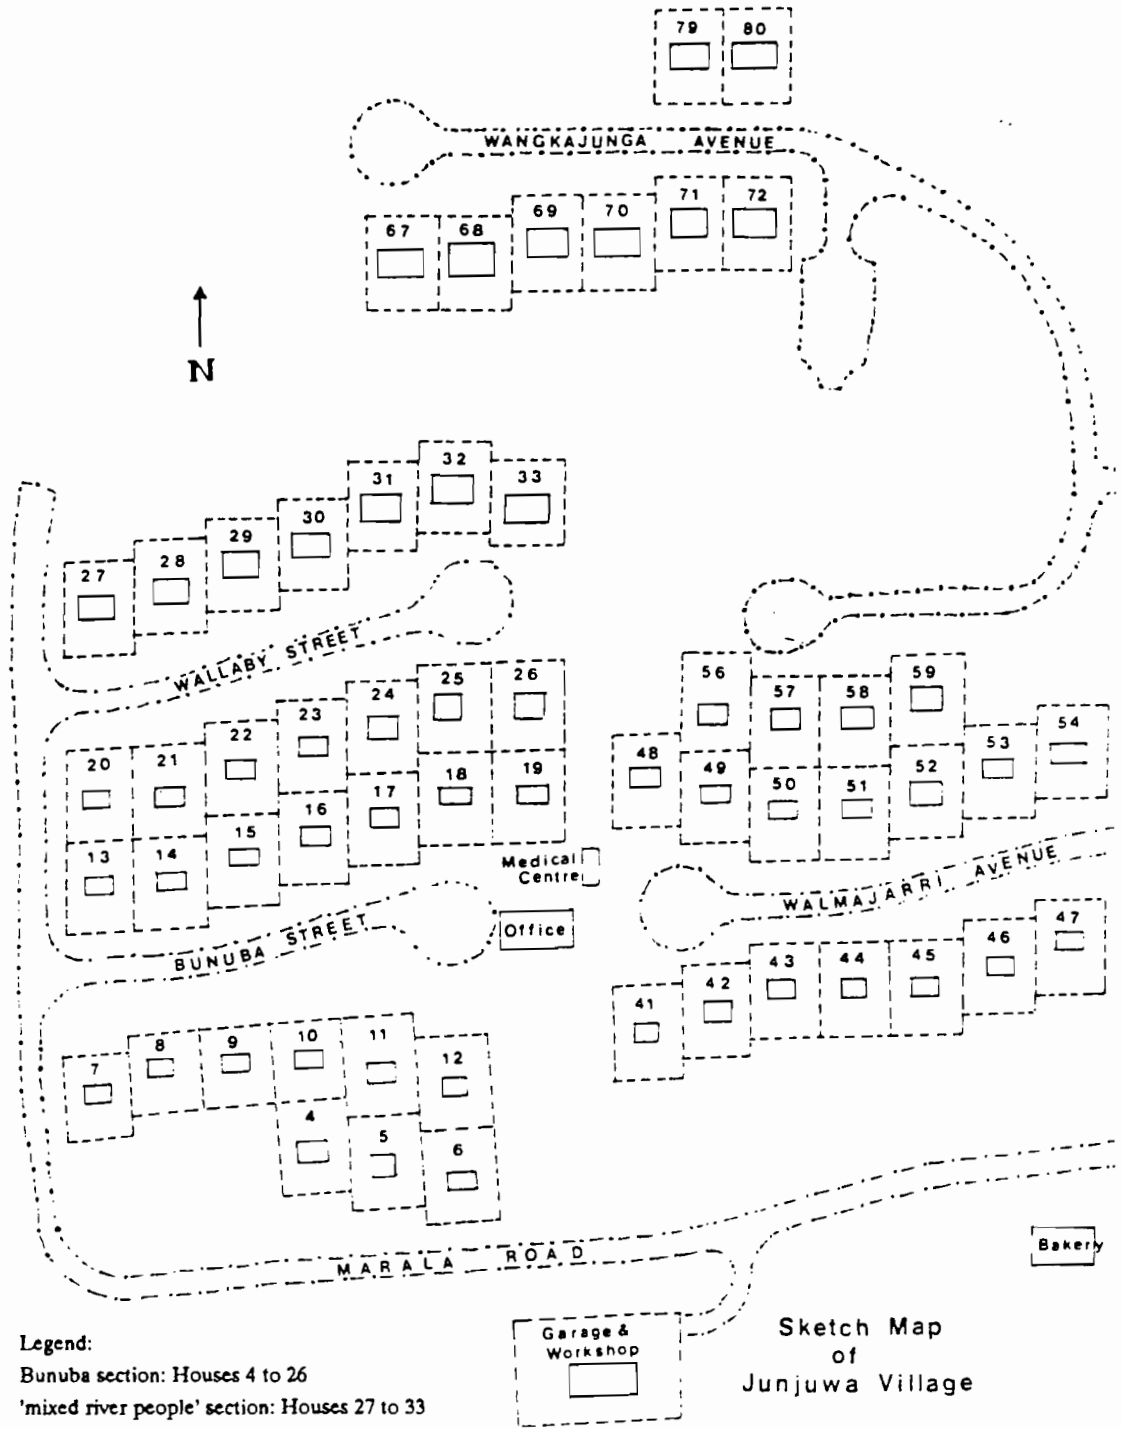 79 80
WANGKAJUNGA AVENUE
67 68 69 70 71 72
N
27 28 29 30 31 32 33
WALLABY STREET
20 21 22 23 24 25 26
13 14 15 16 17 18 19
56 57 58 59
48 49 50 51 52 53 54
Medical
Centre
WALMAJARRI AVENUE
BUNUBA STREET
Office
41 42 43 44 45 46 47
7 8 9 10 11 12
4 5 6
MARALA ROAD
Bakery
Garage &
Workshop
Sketch Map
of
Junjuwa Village
Legend:
Bunuba section: Houses 4 to 26
'mixed river people' section: Houses 27 to 33